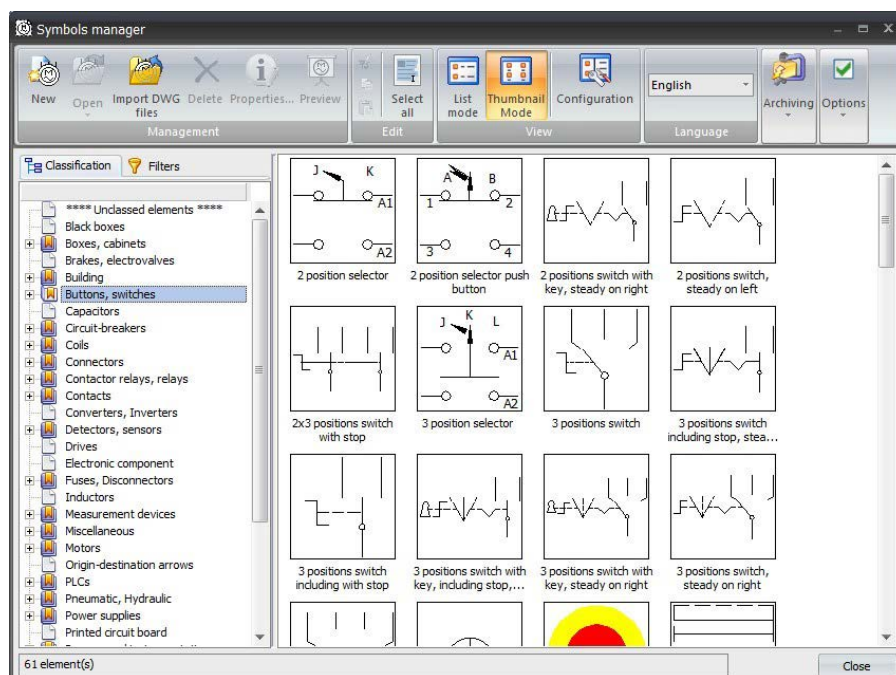 Symbols manager
New
Open
Import DWG
files
Delete
Properties...
Preview
Management
Select
all
Edit
List
mode
Thumbnail
Mode
Configuration
View
English
Language
Archiving
Options
Classification
Filters
**** Unclassed elements ****
Black boxes
Boxes, cabinets
Brakes, electrovalves
Building
Buttons, switches
Capacitors
Circuit-breakers
Coils
Connectors
Contactor relays, relays
Contacts
Converters, Inverters
Detectors, sensors
Drives
Electronic component
Fuses, Disconnectors
Inductors
Measurement devices
Miscellaneous
Motors
Origin-destination arrows
PLCs
Pneumatic, Hydraulic
Power supplies
Printed circuit board
J K
A1
A2
2 position selector
A B
1 2
3 4
2 position selector push
button
2 positions switch with
key, steady on right
2 positions switch,
steady on left
2x3 positions switch
with stop
J K L
A1
A2
3 position selector
3 positions switch
3 positions switch
including stop, stea...
3 positions switch
including with stop
3 positions switch with
key, including stop,...
3 positions switch with
key, steady on right
3 positions switch,
steady on right
61 element(s)
Close